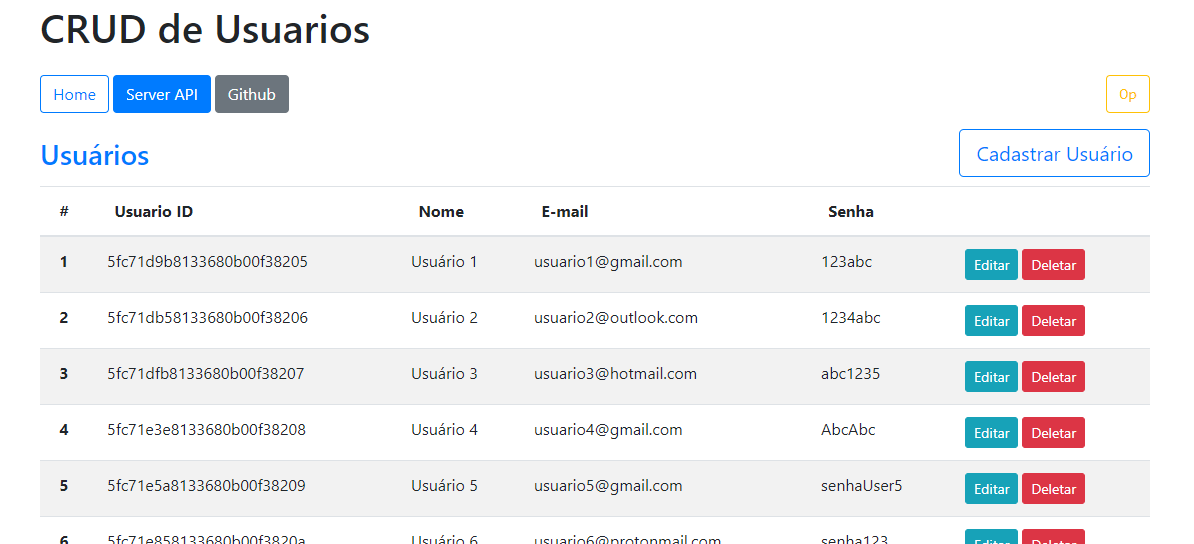 CRUD de Usuarios
Home Server API Github Op
Usuários Cadastrar Usuário
# Usuario ID Nome E-mail Senha
1 5fc71d9b8133680b00f38205 Usuário 1 usuario1@gmail.com 123abc Editar Deletar
2 5fc71db58133680b00f38206 Usuário 2 usuario2@outlook.com 1234abc Editar Deletar
3 5fc71dfb8133680b00f38207 Usuário 3 usuario3@hotmail.com abc1235 Editar Deletar
4 5fc71e3e8133680b00f38208 Usuário 4 usuario4@gmail.com AbcAbc Editar Deletar
5 5fc71e5a8133680b00f38209 Usuário 5 usuario5@gmail.com senhaUser5 Editar Deletar
6 5fc71e858133680b00f3820a Usuário 6 usuario6@protonmail.com senha123 Editar Deletar